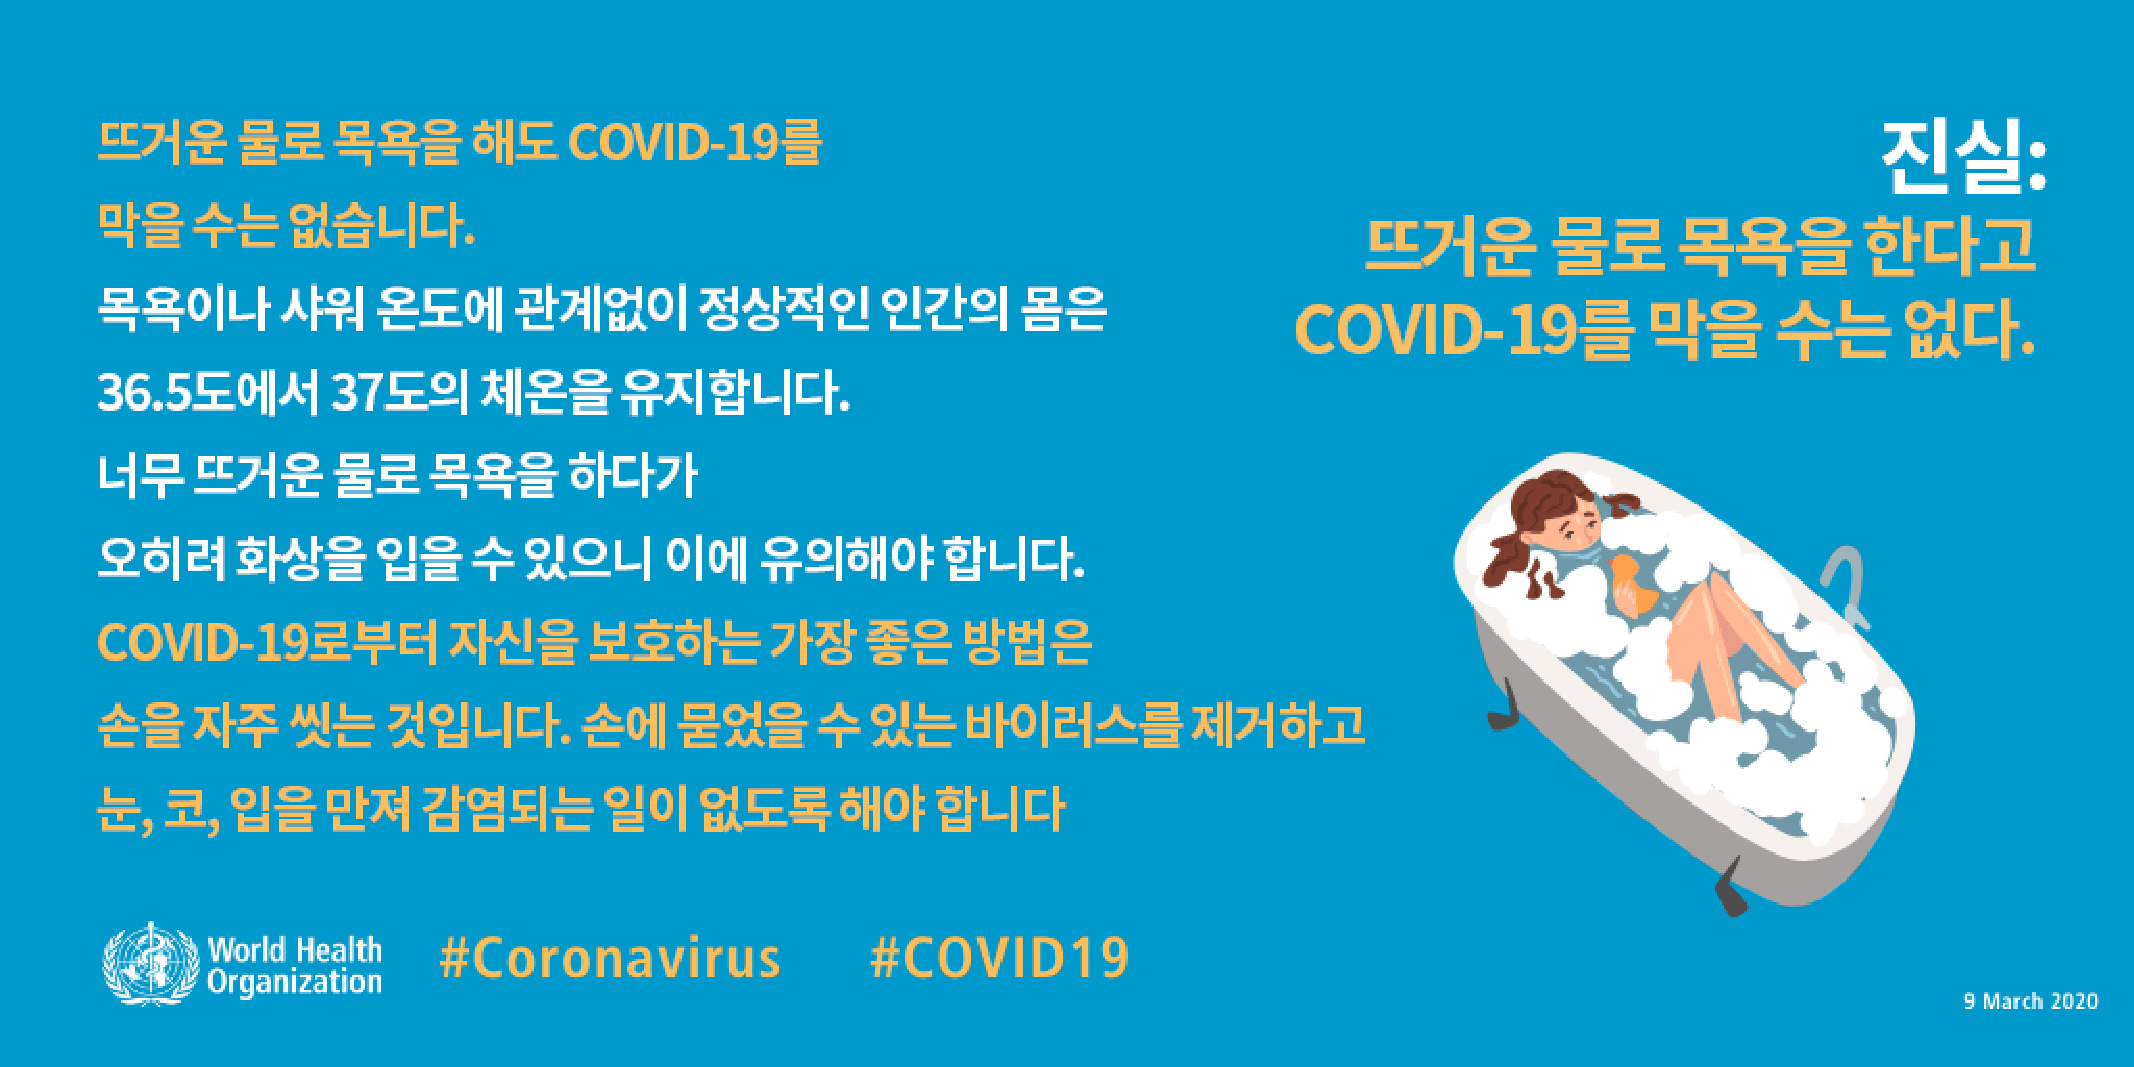 뜨거운 물로 목욕을 해도 COVID-19를
막을 수는 없습니다.
목욕이나 샤워 온도에 관계없이 정상적인 인간의 몸은
36.5도에서 37도의 체온을 유지합니다.
너무 뜨거운 물로 목욕을 하다가
오히려 화상을 입을 수 있으니 이에 유의해야 합니다.
COVID-19로부터 자신을 보호하는 가장 좋은 방법은
손을 자주 씻는 것입니다. 손에 묻었을 수 있는 바이러스를 제거하고
눈, 코, 입을 만져 감염되는 일이 없도록 해야 합니다
진실:
뜨거운 물로 목욕을 한다고
COVID-19를 막을 수는 없다.
World Health
Organization
#Coronavirus #COVID19
9 March 2020